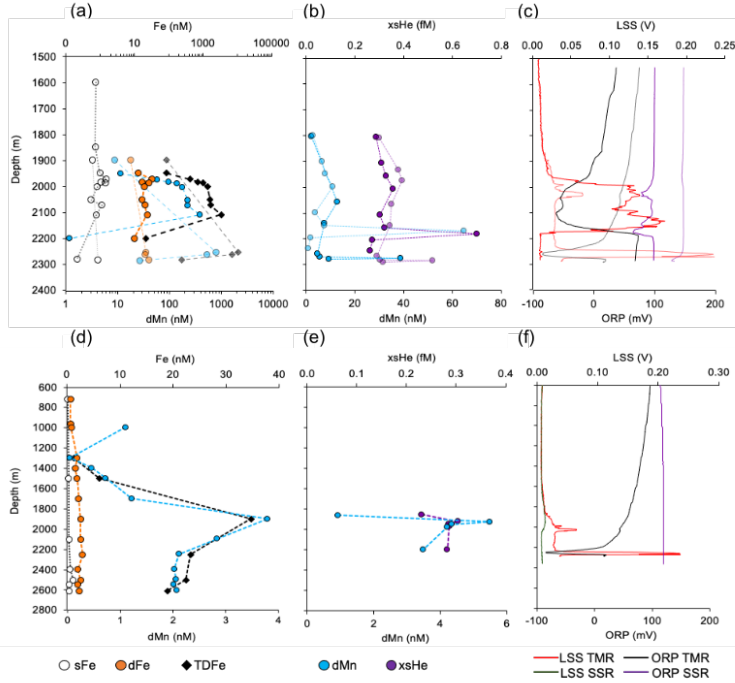 (a) (b) (c)
Fe (nM) xsHe (fM) LSS (V)
1 10 100 1000 10000 100000 0 0.2 0.4 0.6 0.8 0.00 0.05 0.10 0.15 0.20 0.25
1500
1600
1700
1800
1900
2000
2100
2200
2300
2400
Depth (m)
1 10 100 1000 10000 0 20 40 60 80 100 -100 0 100 200
dMn (nM) dMn (nM) ORP (mV)
(d) (e) (f)
Fe (nM) xsHe (fM) LSS (V)
0 10 20 30 40 0 0.1 0.2 0.3 0.4 0.00 0.10 0.20 0.30
600
800
1000
1200
1400
1600
1800
2000
2200
2400
2600
2800
Depth (m)
0 1 2 3 4 0 2 4 6 -100 0 100 200
dMn (nM) dMn (nM) ORP (mV)
sFe dFe TDFe dMn xsHe LSS TMR ORP TMR
LSS SSR ORP SSR